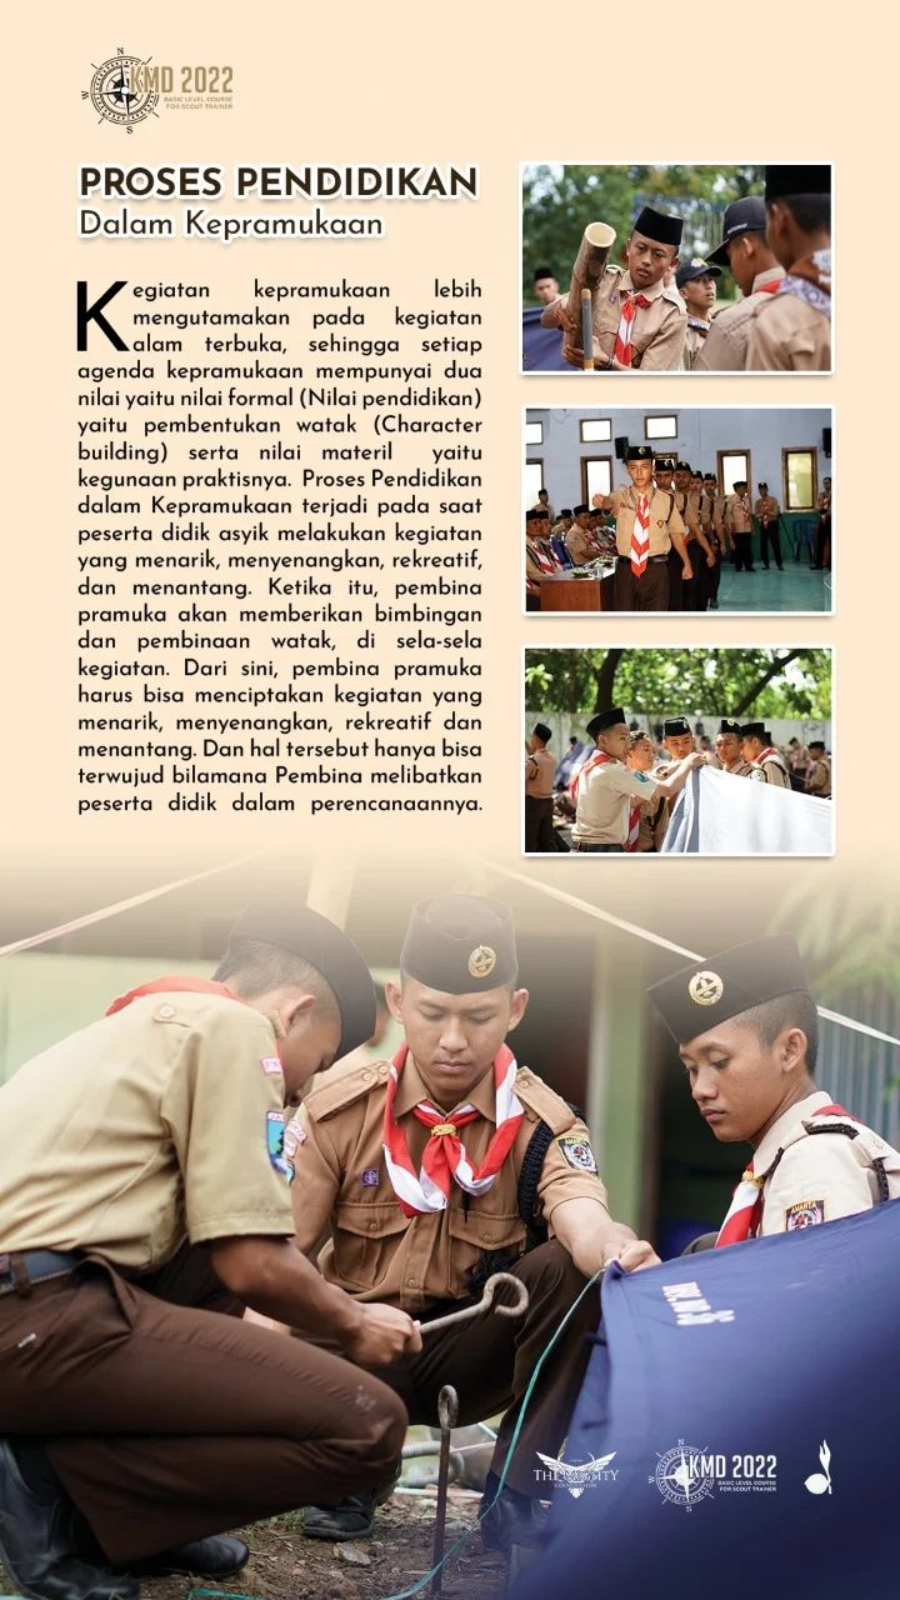 KMD 2022
BASIC LEVEL COURSE
FOR SCOUT TRAINER
PROSES PENDIDIKAN
Dalam Kepramukaan
Kegiatan kepramukaan lebih
mengutamakan pada kegiatan
alam terbuka, sehingga setiap
agenda kepramukaan mempunyai dua
nilai yaitu nilai formal (Nilai pendidikan)
yaitu pembentukan watak (Character
building) serta nilai materil yaitu
kegunaan praktisnya. Proses Pendidikan
dalam Kepramukaan terjadi pada saat
peserta didik asyik melakukan kegiatan
yang menarik, menyenangkan, rekreatif,
dan menantang. Ketika itu, pembina
pramuka akan memberikan bimbingan
dan pembinaan watak, di sela-sela
kegiatan. Dari sini, pembina pramuka
harus bisa menciptakan kegiatan yang
menarik, menyenangkan, rekreatif dan
menantang. Dan hal tersebut hanya bisa
terwujud bilamana Pembina melibatkan
peserta didik dalam perencanaannya.
KMD 2022
BASIC LEVEL COURSE
FOR SCOUT TRAINER